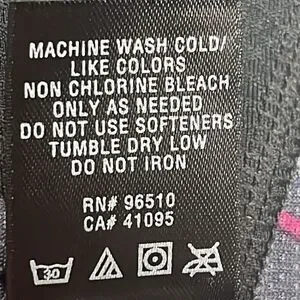 MACHINE WASH COLD/
LIKE COLORS
NON CHLORINE BLEACH
ONLY AS NEEDED
DO NOT USE SOFTENERS
TUMBLE DRY LOW
DO NOT IRON
RN# 96510
CA# 41095
30